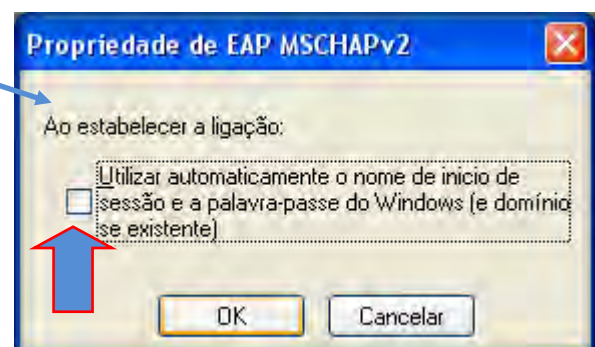 Propriedade de EAP MSCHAPv2
Ao estabelecer a ligação:
Utilizar automaticamente o nome de inicio de
sessão e a palavra-passe do Windows (e domínio
se existente)
OK
Cancelar